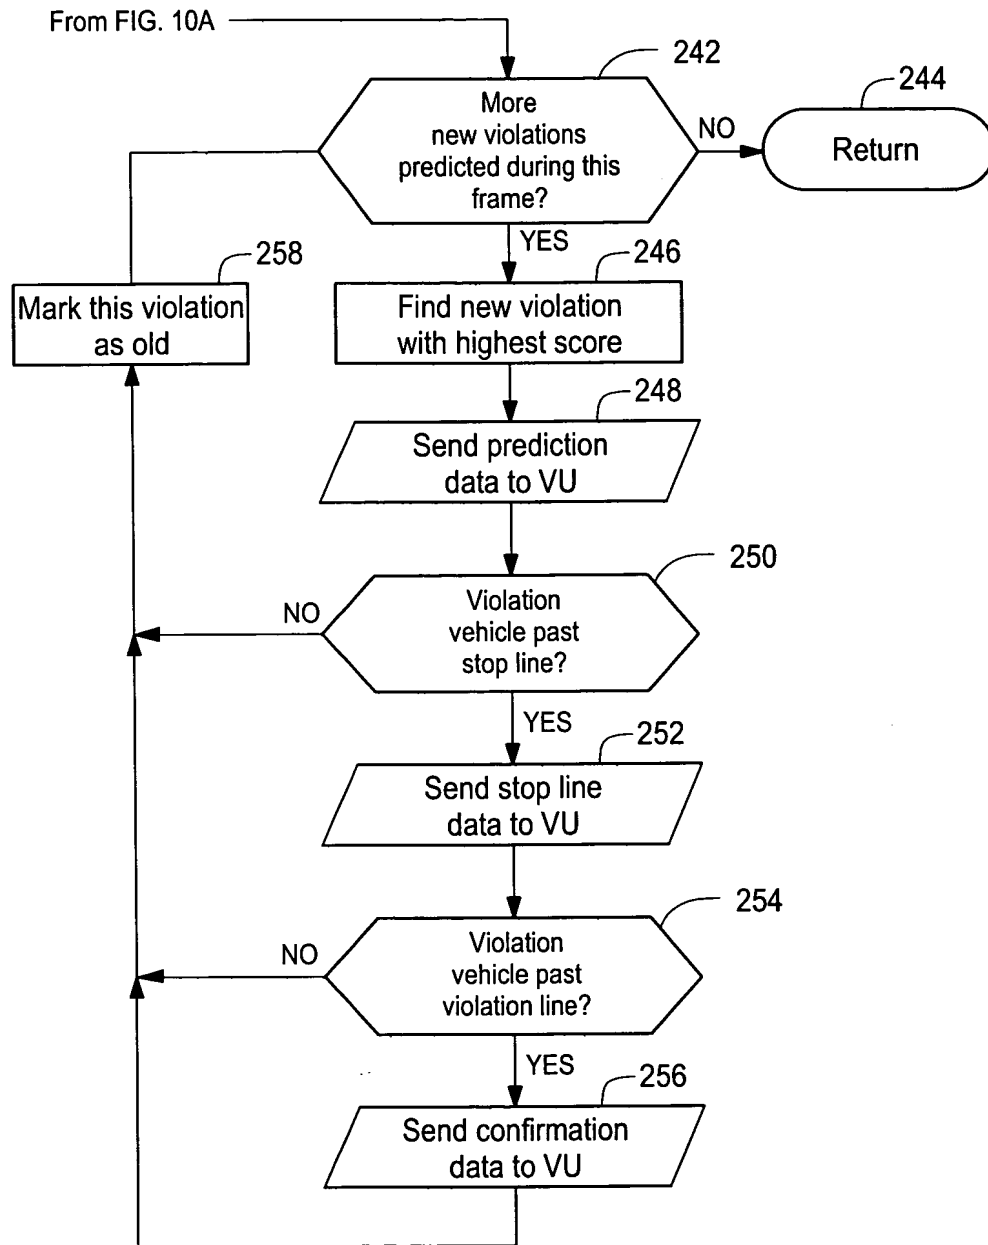 From FIG. 10A
242
More
new violations
predicted during this
frame?
NO
244
Return
YES
258
Mark this violation
as old
246
Find new violation
with highest score
248
Send prediction
data to VU
250
Violation
vehicle past
stop line?
NO
YES
252
Send stop line
data to VU
254
Violation
vehicle past
violation line?
NO
YES
256
Send confirmation
data to VU